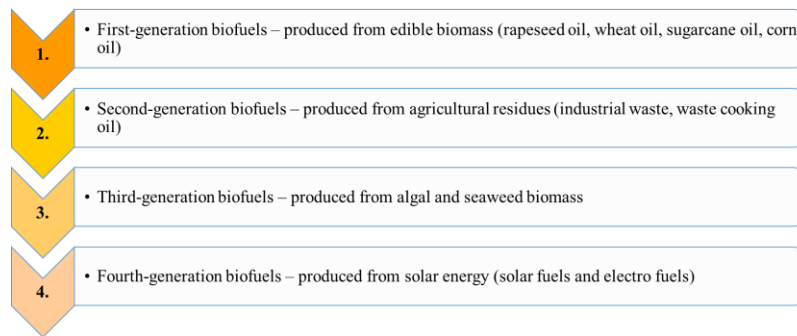 1.
• First-generation biofuels – produced from edible biomass (rapeseed oil, wheat oil, sugarcane oil, corn
oil)
2.
• Second-generation biofuels – produced from agricultural residues (industrial waste, waste cooking
oil)
3.
• Third-generation biofuels – produced from algal and seaweed biomass
4.
• Fourth-generation biofuels – produced from solar energy (solar fuels and electro fuels)